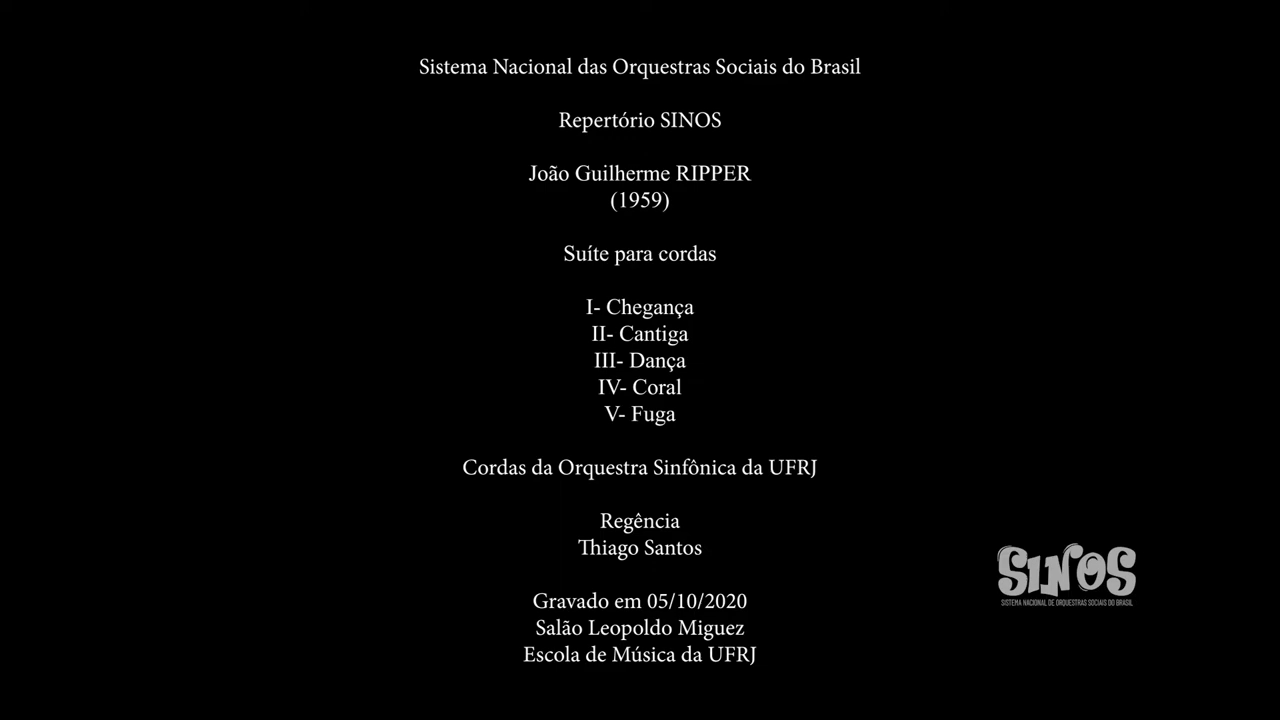 Sistema Nacional das Orquestras Sociais do Brasil
Repertório SINOS
João Guilherme RIPPER
(1959)
Suíte para cordas
I- Chegança
II- Cantiga
III- Dança
IV- Coral
V- Fuga
Cordas da Orquestra Sinfônica da UFRJ
Regência
Thiago Santos
Gravado em 05/10/2020
Salão Leopoldo Miguez
Escola de Música da UFRJ
SINOS
SISTEMA NACIONAL DE ORQUESTRAS SOCIAIS DO BRASIL